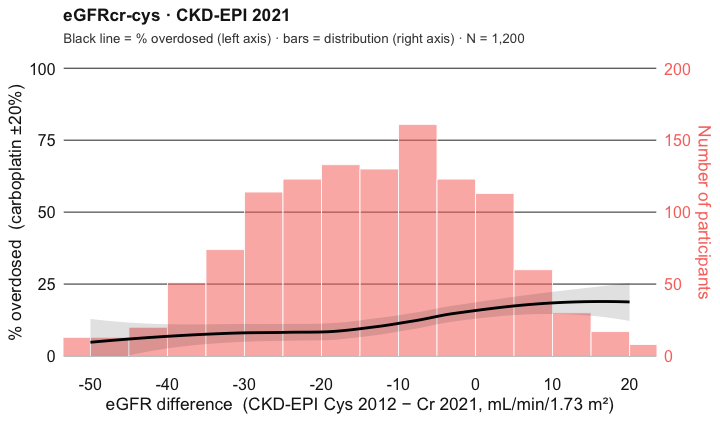 eGFRcr-cys · CKD-EPI 2021
Black line = % overdosed (left axis) · bars = distribution (right axis) · N = 1,200
% overdosed  (carboplatin ±20%)
100
75
50
25
0
200
150
100
50
0
Number of participants
-50 -40 -30 -20 -10 0 10 20
eGFR difference  (CKD-EPI Cys 2012 − Cr 2021, mL/min/1.73 m²)